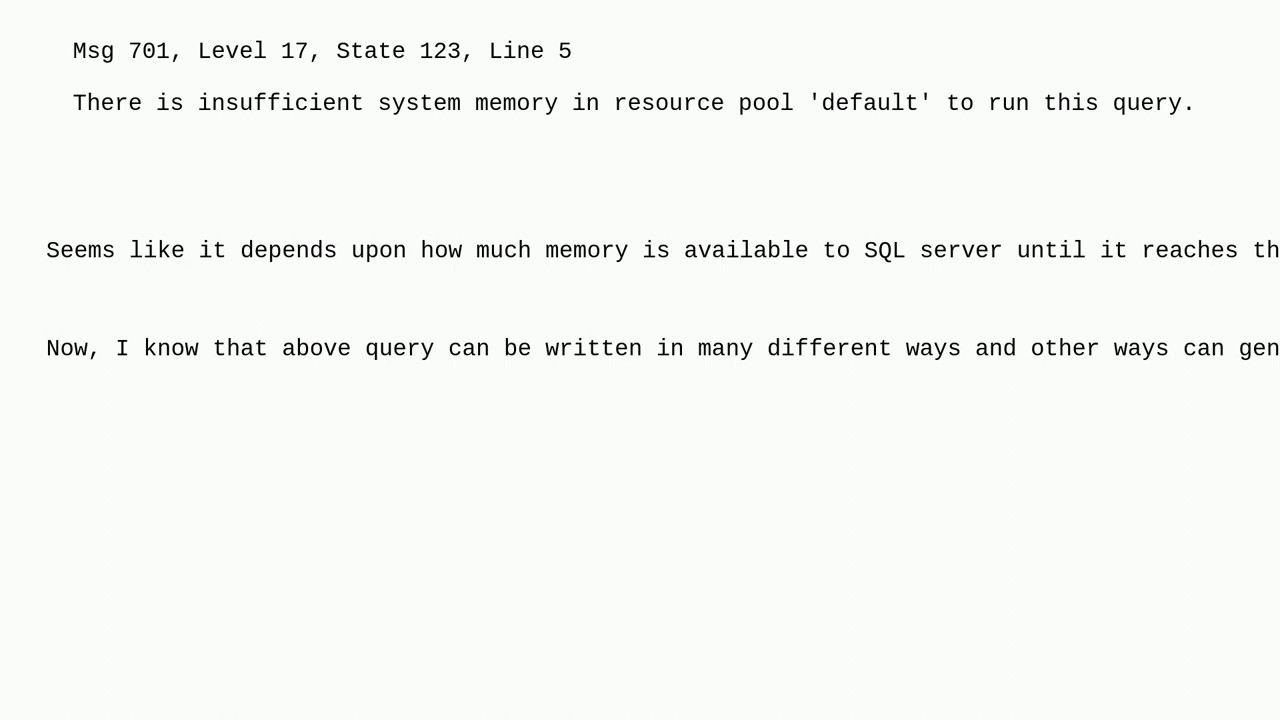 Msg 701, Level 17, State 123, Line 5
There is insufficient system memory in resource pool 'default' to run this query.
Seems like it depends upon how much memory is available to SQL server until it reaches th
Now, I know that above query can be written in many different ways and other ways can gen